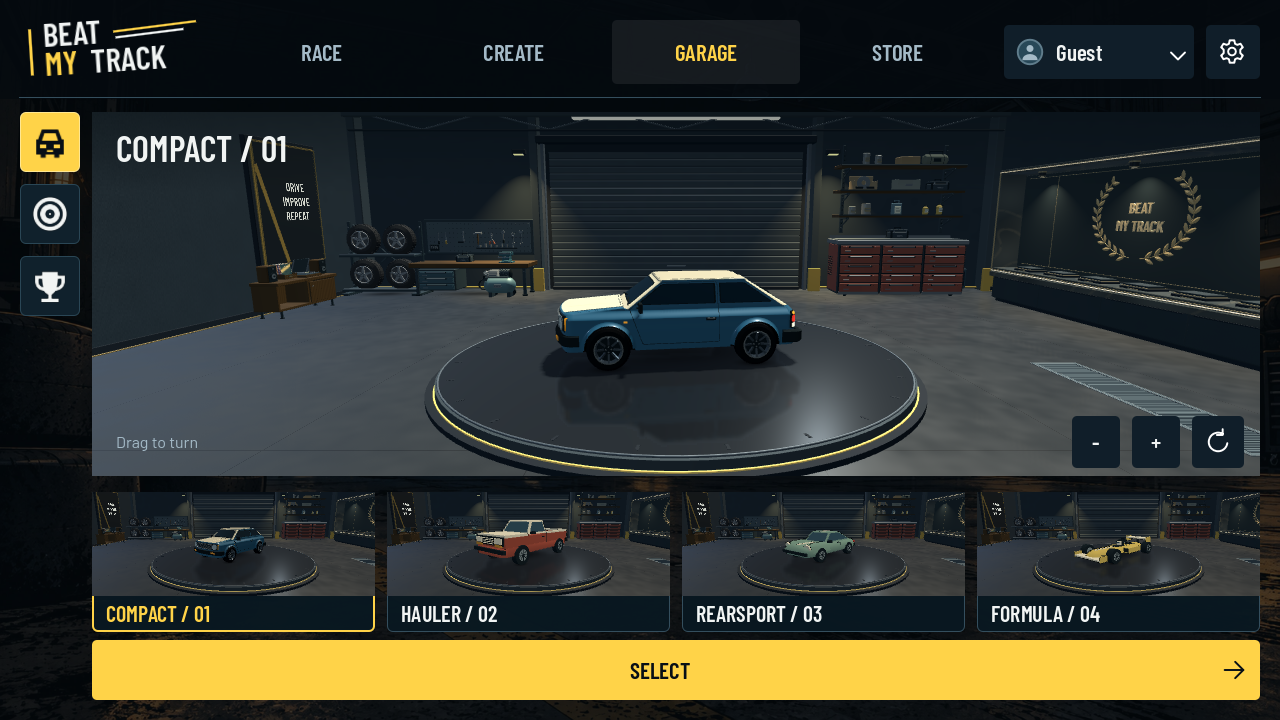 BEAT
MY TRACK
RACE
CREATE
GARAGE
STORE
Guest
COMPACT / 01
DRIVE
IMPROVE
REPEAT
BEAT
MY TRACK
Drag to turn
-
+
COMPACT / 01
HAULER / 02
REARSPORT / 03
FORMULA / 04
SELECT